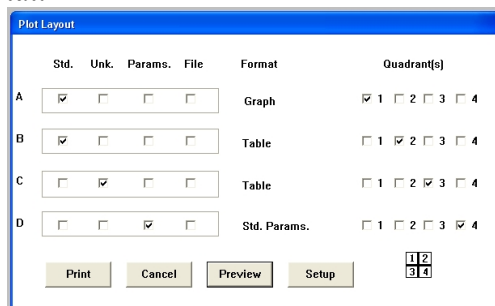 Plot Layout
Std. Unk. Params. File Format Quadrant(s)
A Graph 1 2 3 4
B Table 1 2 3 4
C Table 1 2 3 4
D Std. Params. 1 2 3 4
1 2
3 4
Print Cancel Preview Setup